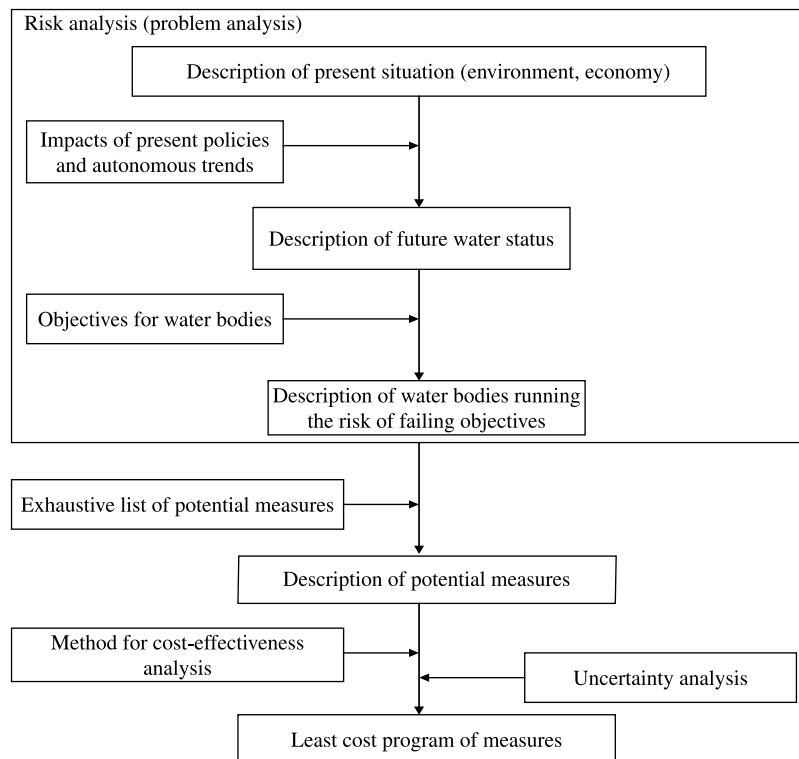 Risk analysis (problem analysis)
Description of present situation (environment, economy)
Impacts of present policies
and autonomous trends
Description of future water status
Objectives for water bodies
Description of water bodies running
the risk of failing objectives
Exhaustive list of potential measures
Description of potential measures
Method for cost-effectiveness
analysis
Uncertainty analysis
Least cost program of measures